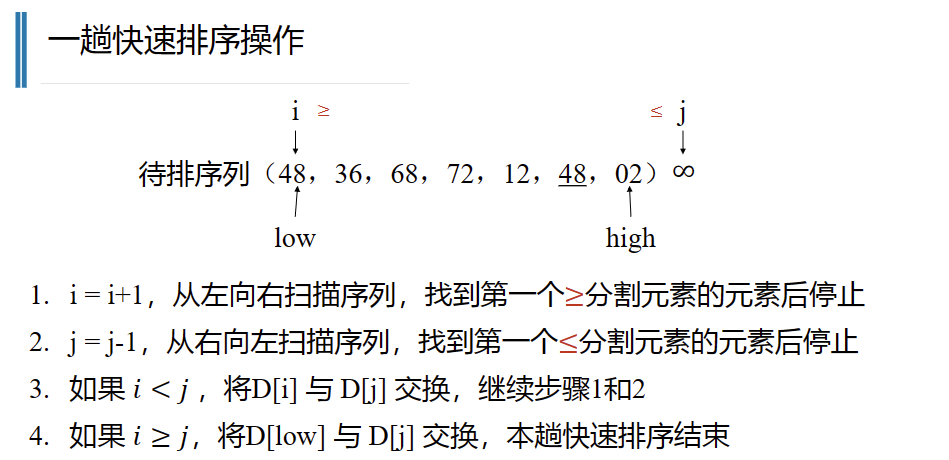 一趟快速排序操作
i ≥ ≤ j
待排序列（48，36，68，72，12，48，02）∞
low high
1. i = i+1，从左向右扫描序列，找到第一个≥分割元素的元素后停止
2. j = j-1，从右向左扫描序列，找到第一个≤分割元素的元素后停止
3. 如果 i < j ，将D[i] 与 D[j] 交换，继续步骤1和2
4. 如果 i ≥ j，将D[low] 与 D[j] 交换，本趟快速排序结束